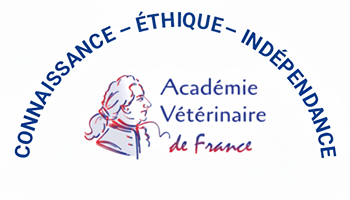 CONNAISSANCE – ÉTHIQUE – INDÉPENDANCE
Académie
Vétérinaire
de France